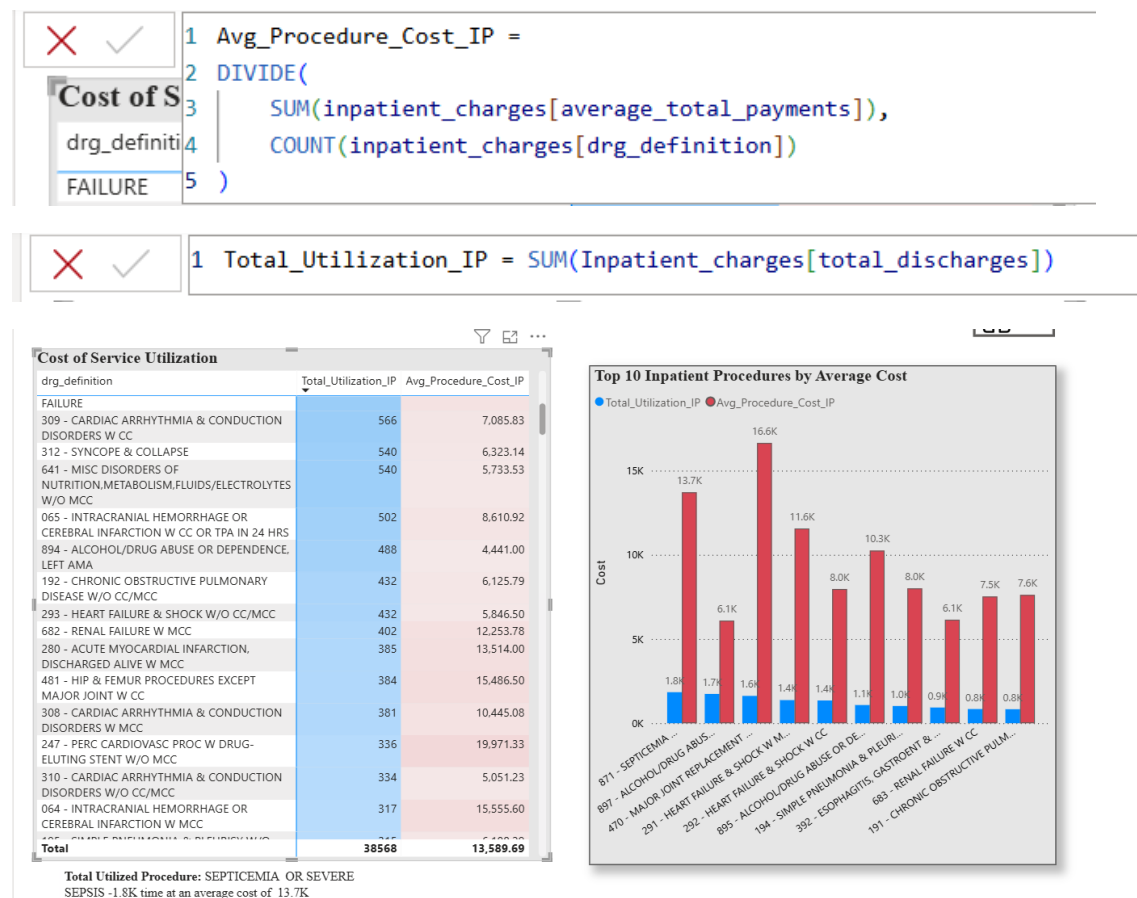 1 Avg_Procedure_Cost_IP =
2 DIVIDE(
3 SUM(inpatient_charges[average_total_payments]),
4 COUNT(inpatient_charges[drg_definition])
5 )
Cost of S
drg_definiti
FAILURE
1 Total_Utilization_IP = SUM(Inpatient_charges[total_discharges])
Cost of Service Utilization
drg_definition Total_Utilization_IP Avg_Procedure_Cost_IP
FAILURE
309 - CARDIAC ARRHYTHMIA & CONDUCTION 566 7,085.83
DISORDERS W CC
312 - SYNCOPE & COLLAPSE 540 6,323.14
641 - MISC DISORDERS OF 540 5,733.53
NUTRITION,METABOLISM,FLUIDS/ELECTROLYTES
W/O MCC
065 - INTRACRANIAL HEMORRHAGE OR 502 8,610.92
CEREBRAL INFARCTION W CC OR TPA IN 24 HRS
894 - ALCOHOL/DRUG ABUSE OR DEPENDENCE, 488 4,441.00
LEFT AMA
192 - CHRONIC OBSTRUCTIVE PULMONARY 432 6,125.79
DISEASE W/O CC/MCC
293 - HEART FAILURE & SHOCK W/O CC/MCC 432 5,846.50
682 - RENAL FAILURE W MCC 402 12,253.78
280 - ACUTE MYOCARDIAL INFARCTION, 385 13,514.00
DISCHARGED ALIVE W MCC
481 - HIP & FEMUR PROCEDURES EXCEPT 384 15,486.50
MAJOR JOINT W CC
308 - CARDIAC ARRHYTHMIA & CONDUCTION 381 10,445.08
DISORDERS W MCC
247 - PERC CARDIOVASC PROC W DRUG- 336 19,971.33
ELUTING STENT W/O MCC
310 - CARDIAC ARRHYTHMIA & CONDUCTION 334 5,051.23
DISORDERS W/O CC/MCC
064 - INTRACRANIAL HEMORRHAGE OR 317 15,555.60
CEREBRAL INFARCTION W MCC
Total 38568 13,589.69
Total Utilized Procedure: SEPTICEMIA OR SEVERE
SEPSIS -1.8K time at an average cost of 13.7K
Top 10 Inpatient Procedures by Average Cost
Total_Utilization_IP Avg_Procedure_Cost_IP
Cost
15K
10K
5K
0K
1.8K 13.7K
1.7K 6.1K
1.6K 16.6K
1.4K 11.6K
1.4K 8.0K
1.1K 10.3K
1.0K 8.0K
0.9K 6.1K
0.8K 7.5K
0.8K 7.6K
871 - SEPTICEMIA ...
897 - ALCOHOL/DRUG ABUS...
470 - MAJOR JOINT REPLACEMENT ...
291 - HEART FAILURE & SHOCK W M...
292 - HEART FAILURE & SHOCK W CC
895 - ALCOHOL/DRUG ABUSE OR DE...
194 - SIMPLE PNEUMONIA & PLEURI...
392 - ESOPHAGITIS, GASTROENT & ...
683 - RENAL FAILURE W CC
191 - CHRONIC OBSTRUCTIVE PULM...